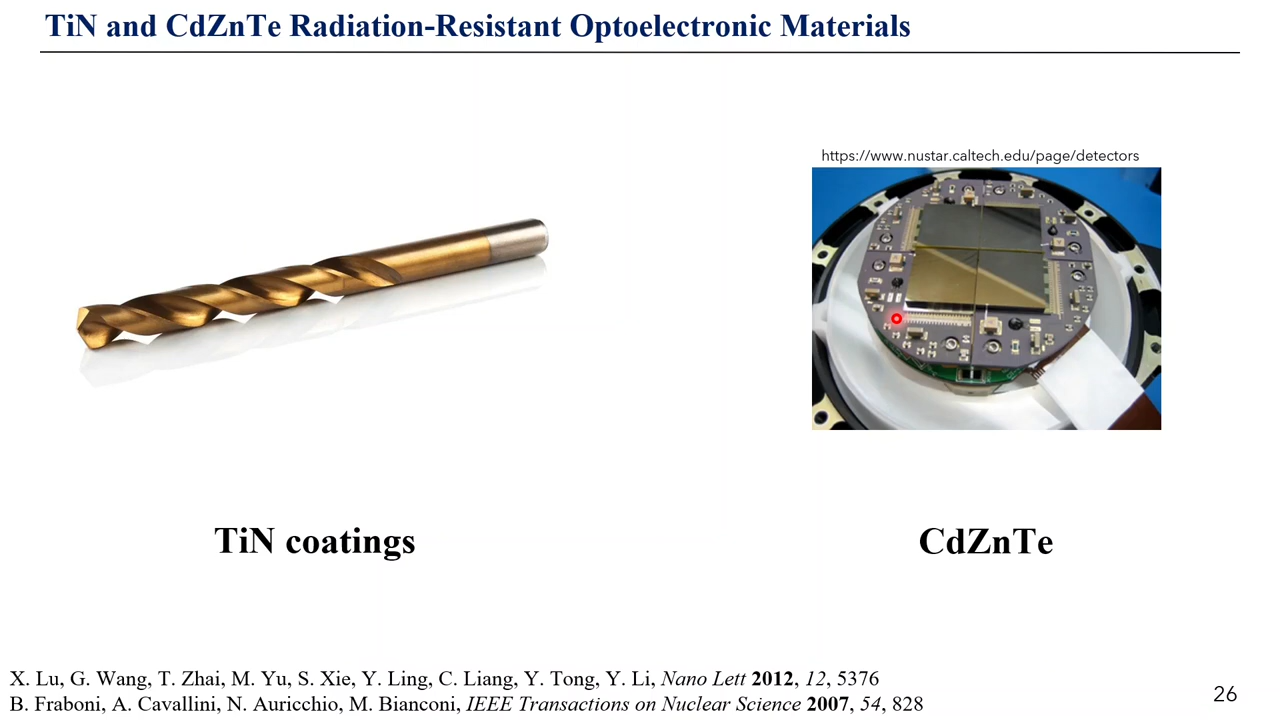 TiN and CdZnTe Radiation-Resistant Optoelectronic Materials
https://www.nustar.caltech.edu/page/detectors
TiN coatings
CdZnTe
X. Lu, G. Wang, T. Zhai, M. Yu, S. Xie, Y. Ling, C. Liang, Y. Tong, Y. Li, Nano Lett 2012, 12, 5376
B. Fraboni, A. Cavallini, N. Auricchio, M. Bianconi, IEEE Transactions on Nuclear Science 2007, 54, 828
26